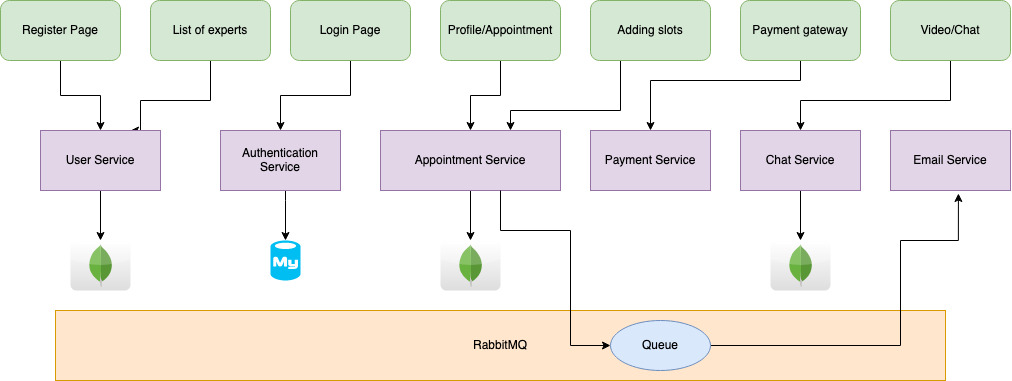 Register Page
List of experts
Login Page
Profile/Appointment
Adding slots
Payment gateway
Video/Chat
User Service
Authentication
Service
Appointment Service
Payment Service
Chat Service
Email Service
My
RabbitMQ
Queue